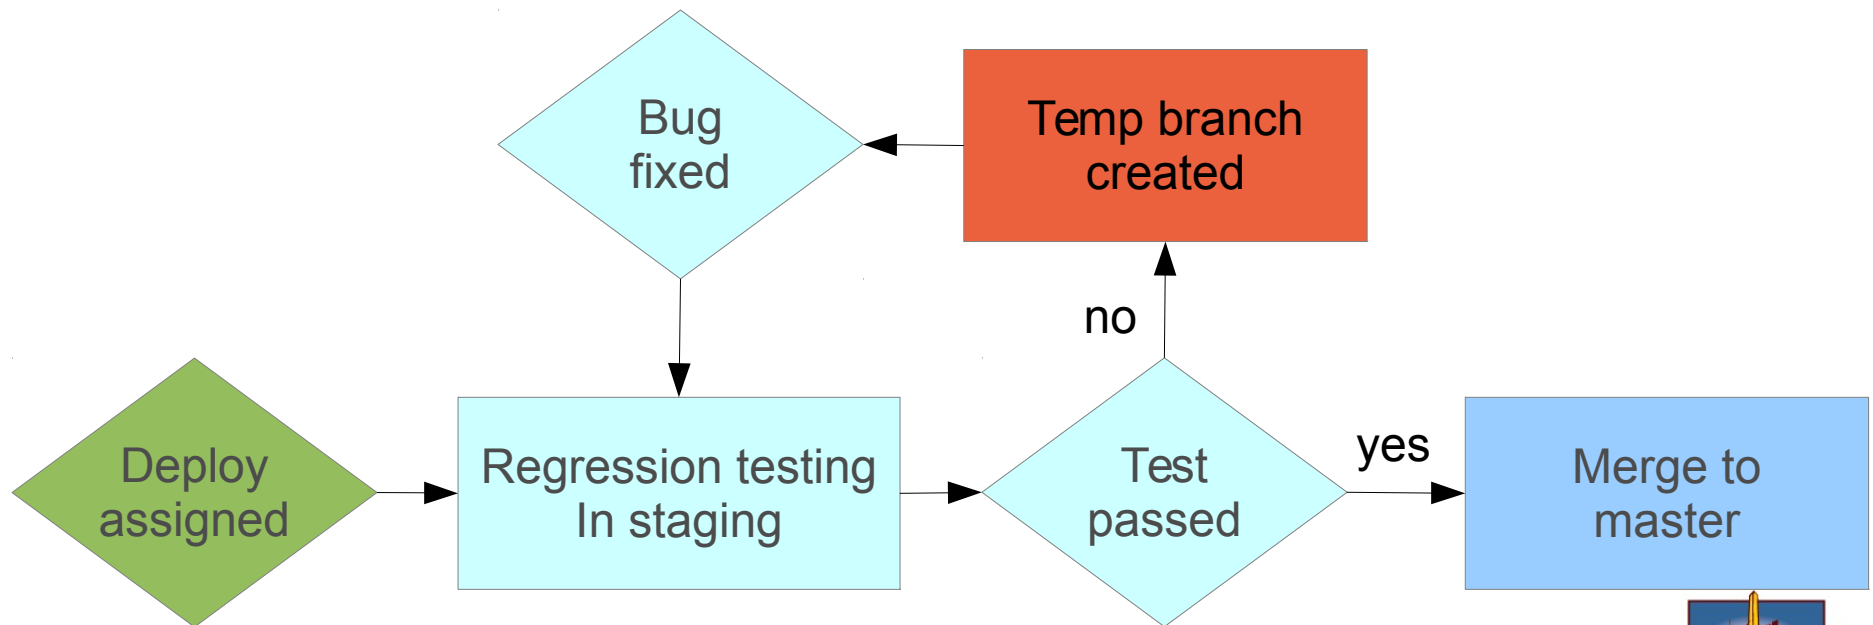 Bug
fixed
Temp branch
created
no
Deploy
assigned
Regression testing
In staging
Test
passed
yes
Merge to
master